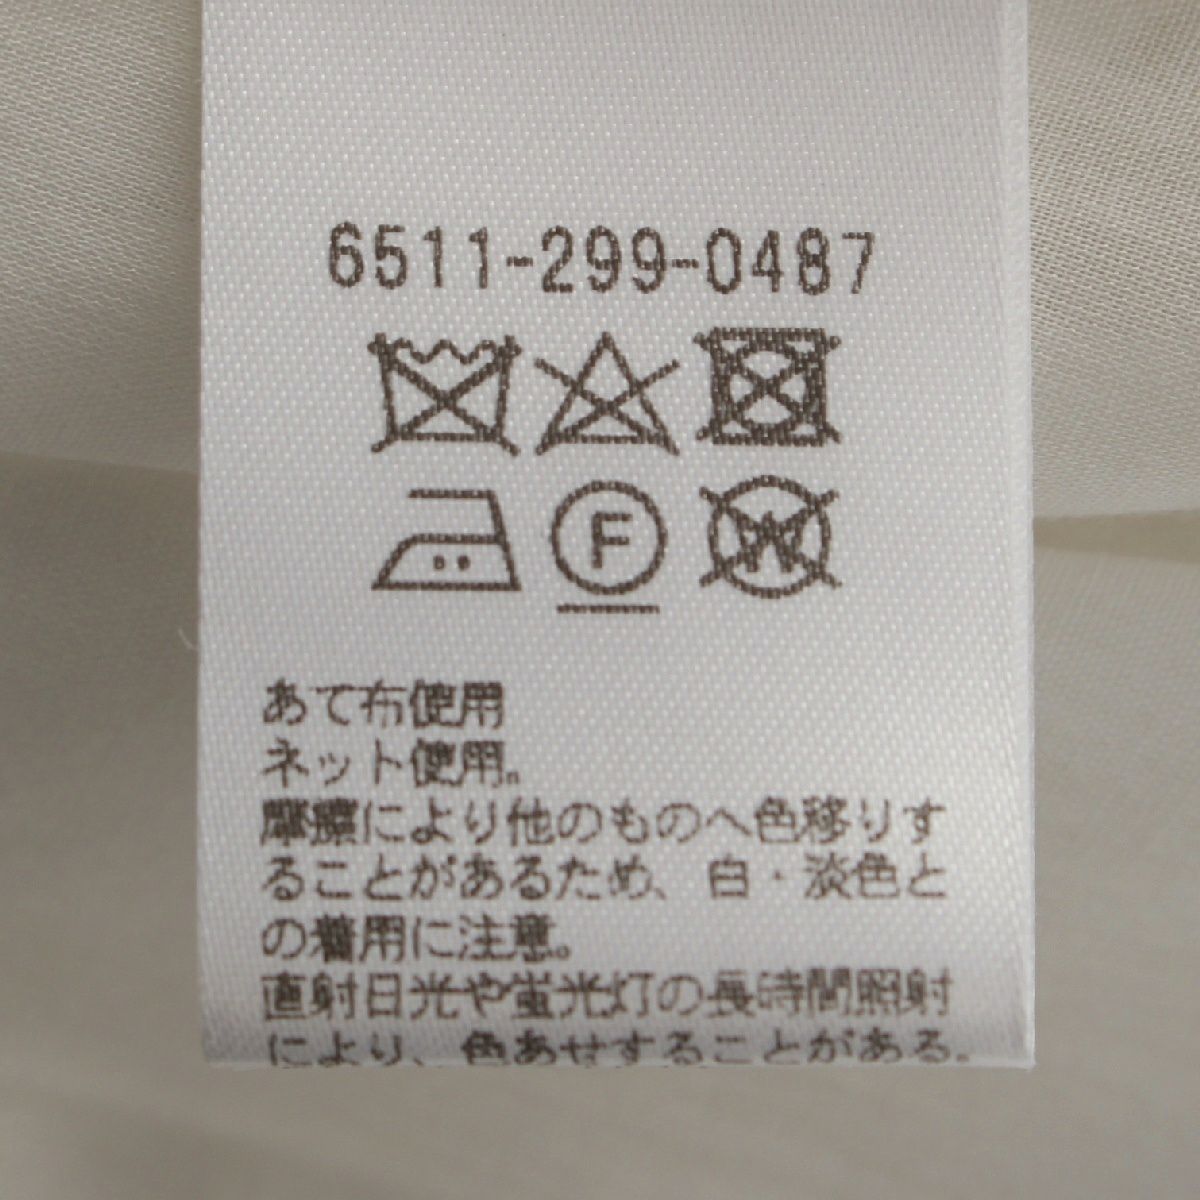 6511-299-0487
F
W
あて布使用
ネット使用。
摩擦により他のものへ色移りす
ることがあるため、白・淡色と
の着用に注意。
直射日光や蛍光灯の長時間照射
により、色あせすることがある。